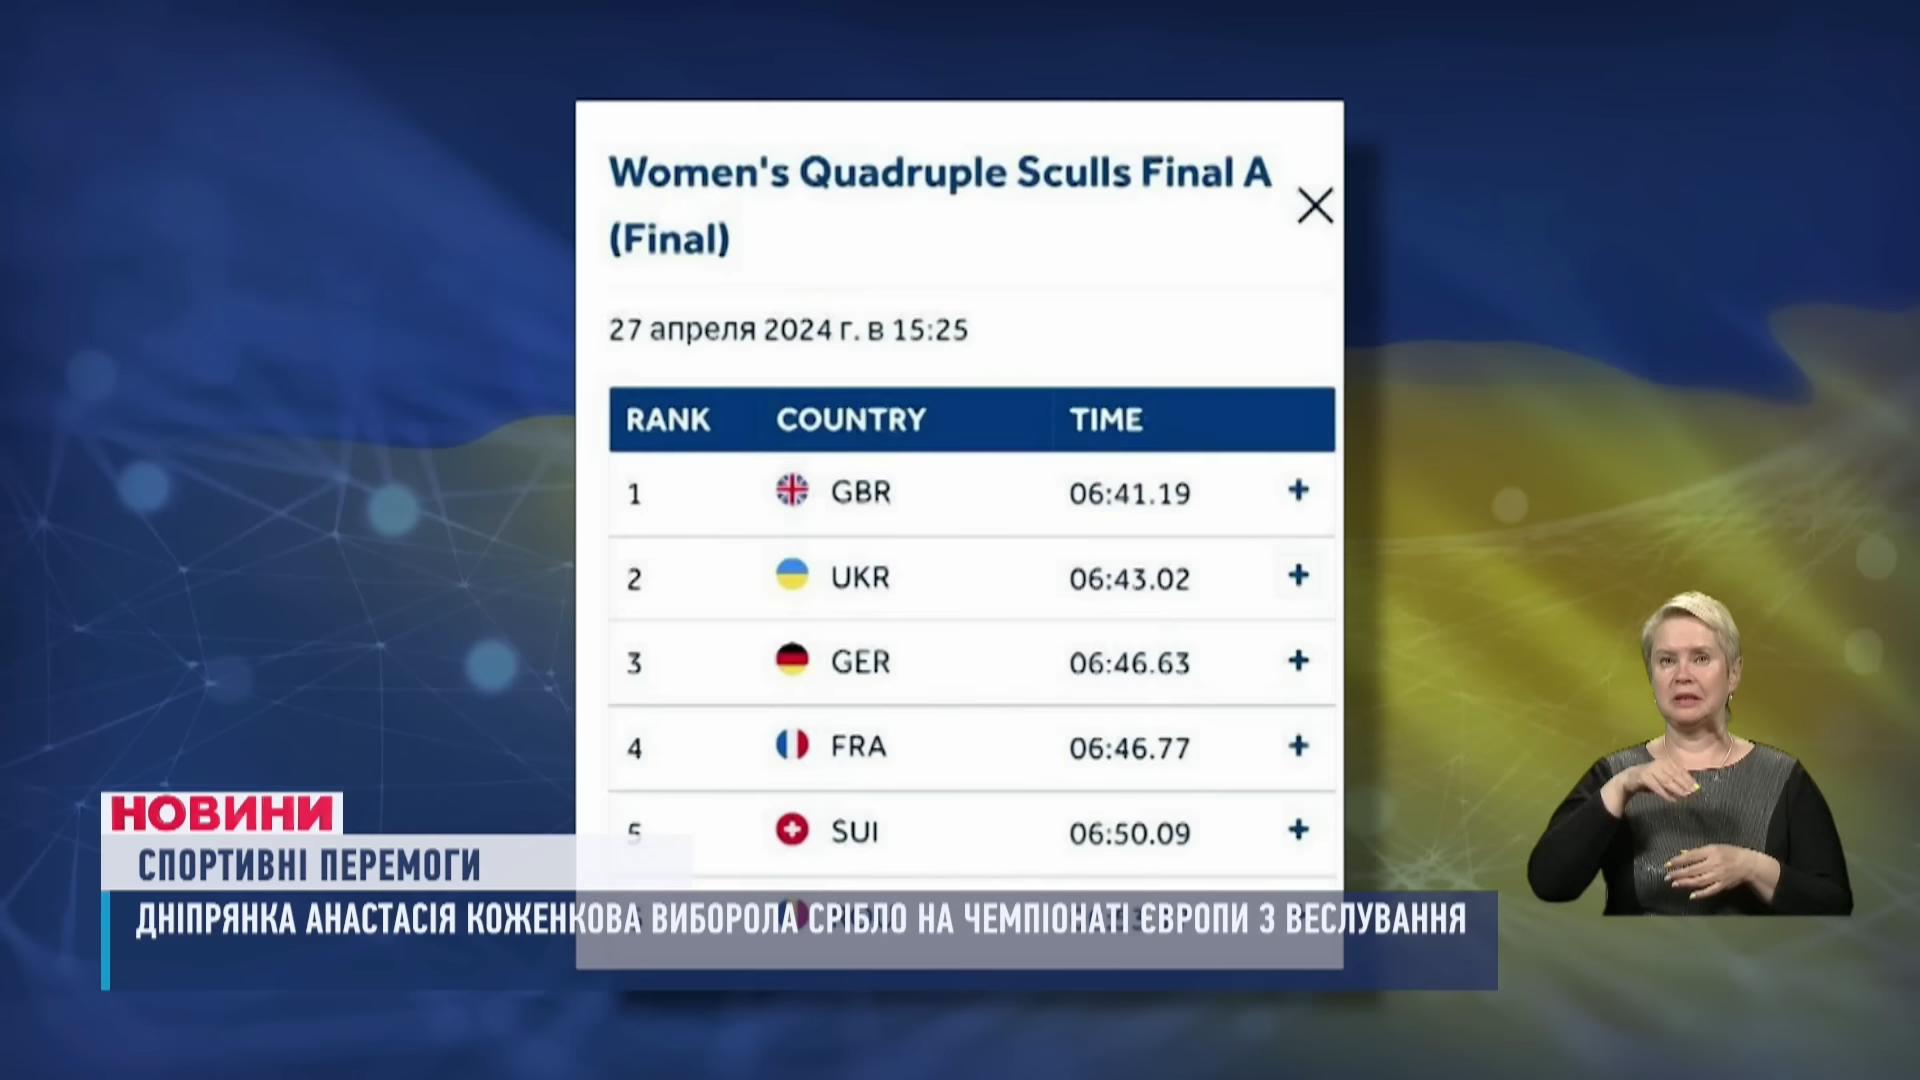 Women's Quadruple Sculls Final A
(Final)
27 апреля 2024 г. в 15:25
RANK COUNTRY TIME
1 GBR 06:41.19 +
2 UKR 06:43.02 +
3 GER 06:46.63 +
4 FRA 06:46.77 +
5 SUI 06:50.09 +
НОВИНИ
СПОРТИВНІ ПЕРЕМОГИ
ДНІПРЯНКА АНАСТАСІЯ КОЖЕНКОВА ВИБОРОЛА СРІБЛО НА ЧЕМПІОНАТІ ЄВРОПИ З ВЕСЛУВАННЯ